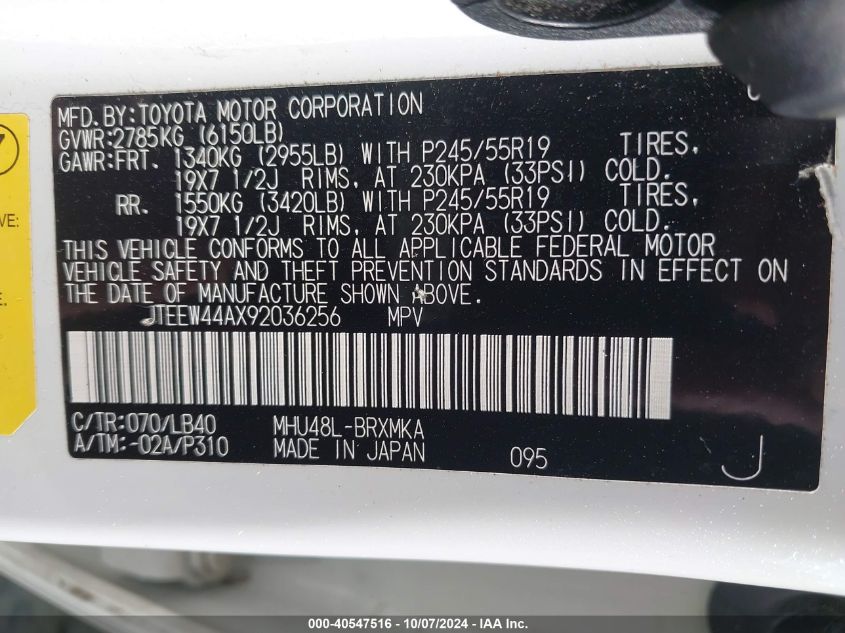 MFD. BY: TOYOTA MOTOR CORPORATION
GVWR: 2785KG (6150LB)
GAWR: FRT. 1340KG (2955LB) WITH P245/55R19 TIRES,
19X7 1/2J RIMS, AT 230KPA (33PSI) COLD.
RR. 1550KG (3420LB) WITH P245/55R19 TIRES,
19X7 1/2J RIMS, AT 230KPA (33PSI) COLD.
THIS VEHICLE CONFORMS TO ALL APPLICABLE FEDERAL MOTOR
VEHICLE SAFETY AND THEFT PREVENTION STANDARDS IN EFFECT ON
THE DATE OF MANUFACTURE SHOWN ABOVE.
JTEEW44AX92036256 MPV
C/TR: 070/LB40 MHU48L-BRXMKA
A/TM: -02A/P310 MADE IN JAPAN 095 J
000-40547516 - 10/07/2024 - IAA Inc.